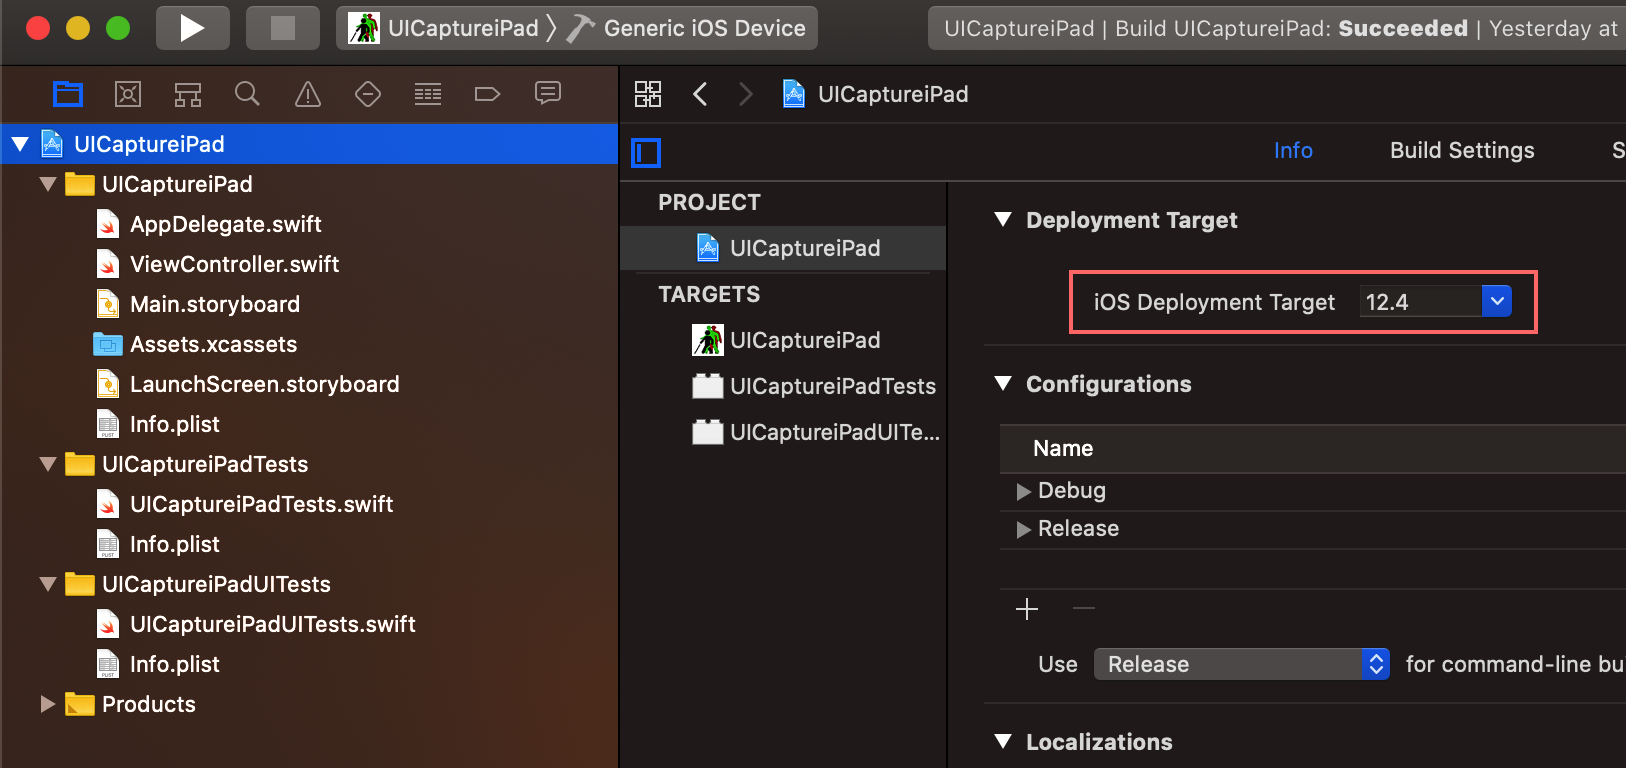 UICaptureiPad Generic iOS Device
UICaptureiPad | Build UICaptureiPad: Succeeded | Yesterday at
UICaptureiPad
UICaptureiPad
AppDelegate.swift
ViewController.swift
Main.storyboard
Assets.xcassets
LaunchScreen.storyboard
Info.plist
UICaptureiPadTests
UICaptureiPadTests.swift
Info.plist
UICaptureiPadUITests
UICaptureiPadUITests.swift
Info.plist
Products
UICaptureiPad
Info Build Settings S
PROJECT
UICaptureiPad
TARGETS
UICaptureiPad
UICaptureiPadTests
UICaptureiPadUITe...
Deployment Target
iOS Deployment Target 12.4
Configurations
Name
Debug
Release
Use Release for command-line bu
Localizations